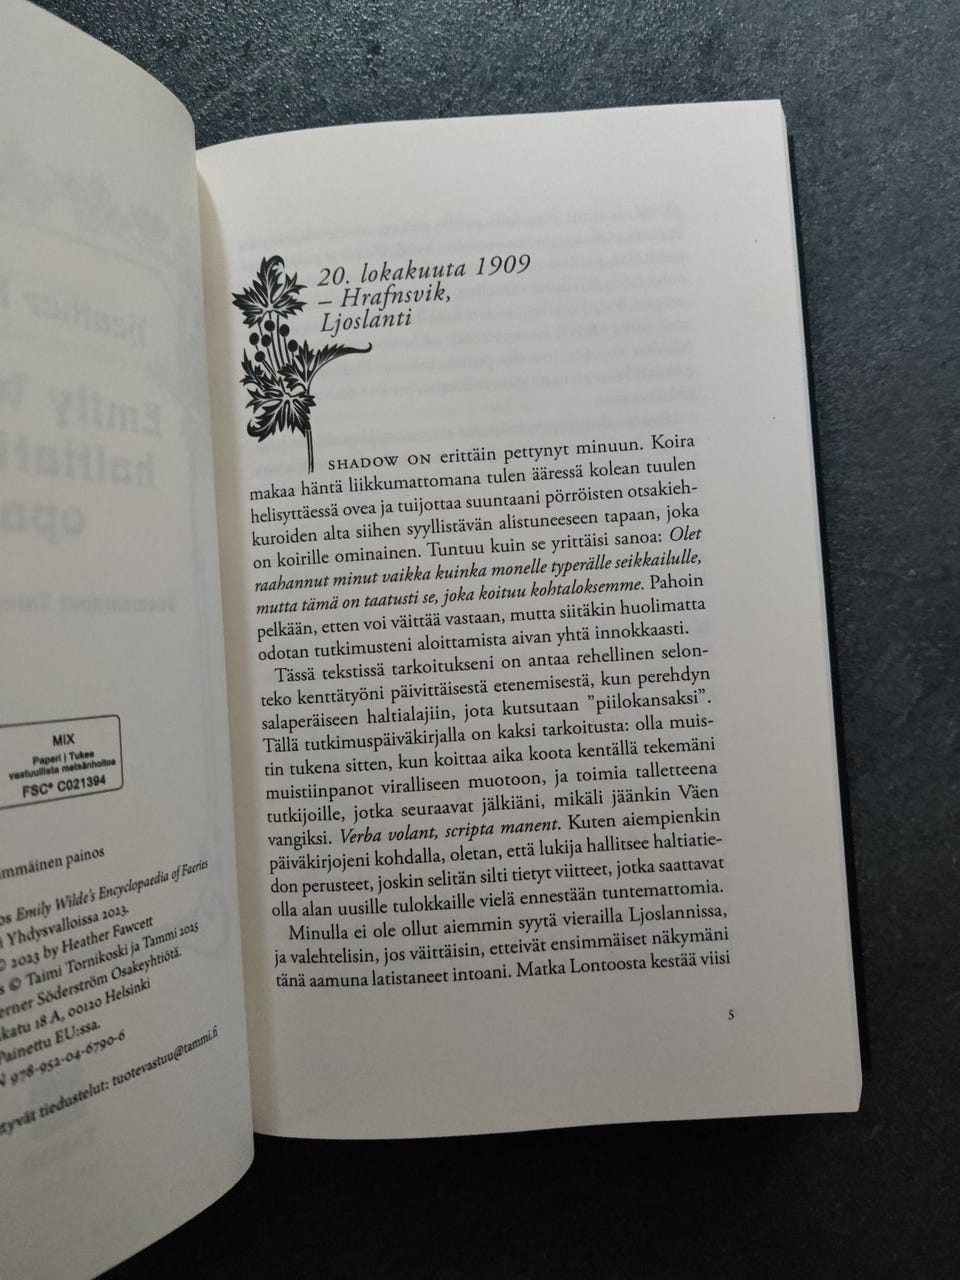 MIX
Paperi | Tukee
vastuullista metsänhoitoa
FSC® C021394
painos
Emily Wilde's Encyclopaedia of Faeries
Yhdysvalloissa 2023.
© 2023 by Heather Fawcett
© Taimi Tornikoski ja Tammi 2025
Söderström Osakeyhtiötä.
18 A, 00120 Helsinki
Painettu EU:ssa.
978-952-04-6790-6
tiedustelut: tuotevastuu@tammi.fi
20. lokakuuta 1909
– Hrafnsvik,
Ljoslanti
SHADOW ON erittäin pettynyt minuun. Koira
makaa häntä liikkumattomana tulen ääressä kolean tuulen
helisyttäessä ovea ja tuijottaa suuntaani pörröisten otsakieh-
kuroiden alta siihen syyllistävän alistuneeseen tapaan, joka
on koirille ominainen. Tuntuu kuin se yrittäisi sanoa: Olet
raahannut minut vaikka kuinka monelle typerälle seikkailulle,
mutta tämä on taatusti se, joka koituu kohtaloksemme. Pahoin
pelkään, etten voi väittää vastaan, mutta siitäkin huolimatta
odotan tutkimusteni aloittamista aivan yhtä innokkaasti.
Tässä tekstissä tarkoitukseni on antaa rehellinen selon-
teko kenttätyöni päivittäisestä etenemisestä, kun perehdyn
salaperäiseen haltialajiin, jota kutsutaan ”piilokansaksi”.
Tällä tutkimuspäiväkirjalla on kaksi tarkoitusta: olla muis-
tin tukena sitten, kun koittaa aika koota kentällä tekemäni
muistiinpanot viralliseen muotoon, ja toimia talletteena
tutkijoille, jotka seuraavat jälkiäni, mikäli jäänkin Väen
vangiksi. Verba volant, scripta manent. Kuten aiempienkin
päiväkirjojeni kohdalla, oletan, että lukija hallitsee haltiatie-
don perusteet, joskin selitän silti tietyt viitteet, jotka saattavat
olla alan uusille tulokkaille vielä ennestään tuntemattomia.
Minulla ei ole ollut aiemmin syytä vierailla Ljoslannissa,
ja valehtelisin, jos väittäisin, etteivät ensimmäiset näkymäni
tänä aamuna latistaneet intoani. Matka Lontoosta kestää viisi
5